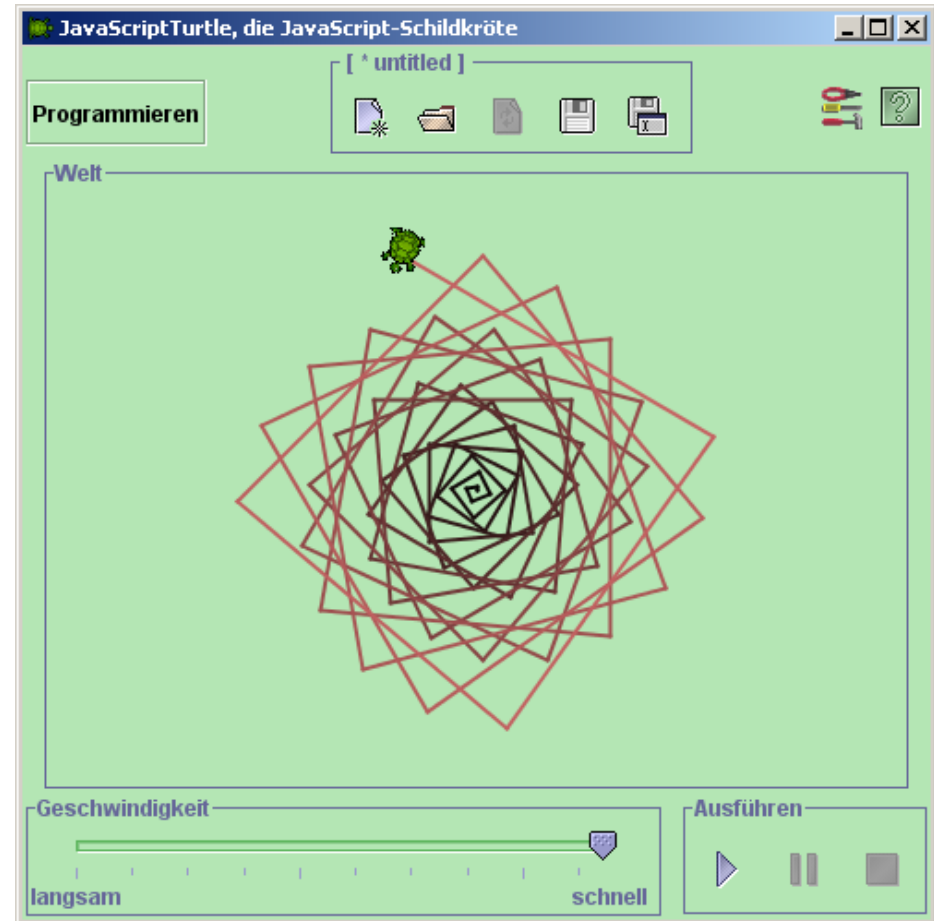 JavaScriptTurtle, die JavaScript-Schildkröte
[ * untitled ]
Programmieren
Welt
Geschwindigkeit
langsam
schnell
Ausführen